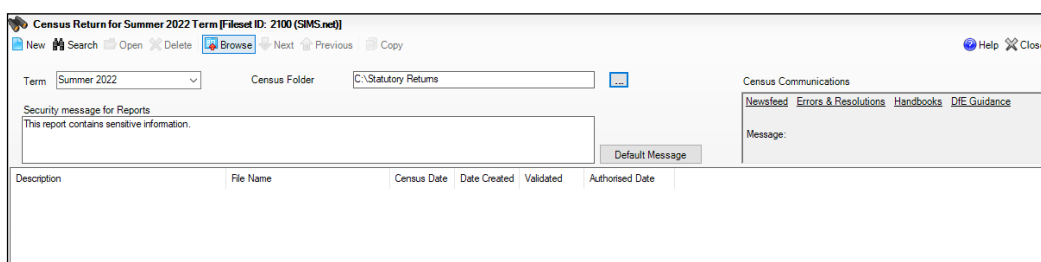 Census Return for Summer 2022 Term [Fileset ID: 2100 (SIMS.net)]
New Search Open Delete Browse Next Previous Copy Help Clos
Term Summer 2022 Census Folder C:\Statutory Returns ... Census Communications
Newsfeed Errors & Resolutions Handbooks DfE Guidance
Security message for Reports
This report contains sensitive information.
Message:
Default Message
Description File Name Census Date Date Created Validated Authorised Date